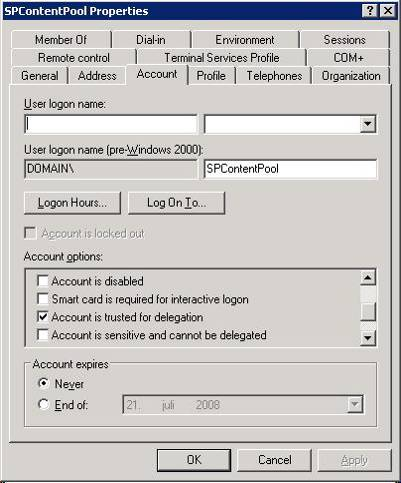 SPContentPool Properties
Member Of Dial-in Environment Sessions
Remote control Terminal Services Profile COM+
General Address Account Profile Telephones Organization
User logon name:
User logon name (pre-Windows 2000):
DOMAIN\ SPContentPool
Logon Hours... Log On To...
Account is locked out
Account options:
Account is disabled
Smart card is required for interactive logon
Account is trusted for delegation
Account is sensitive and cannot be delegated
Account expires
Never
End of: 21. juli 2008
OK Cancel Apply